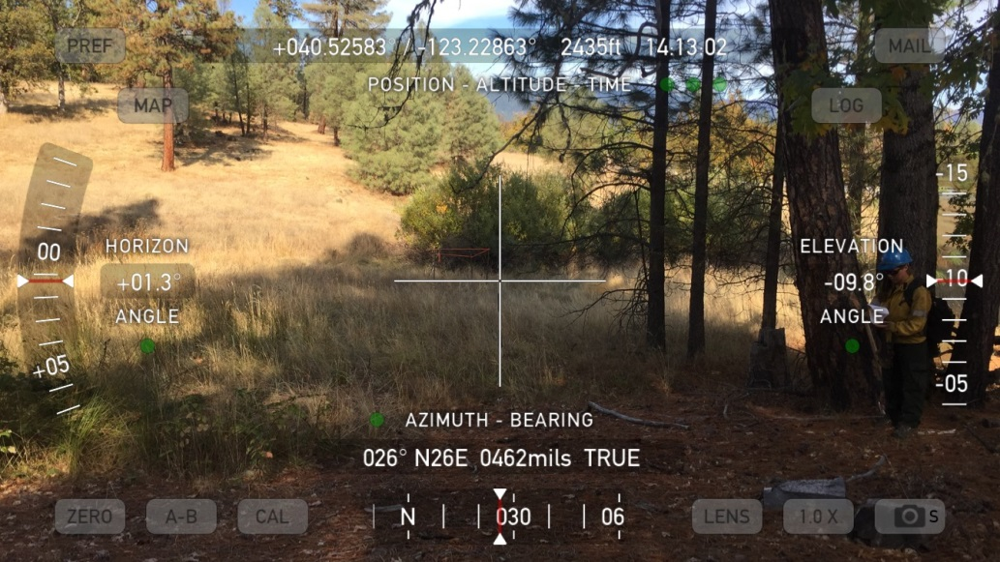 PREF
+040.52583 / -123.22863° 2435ft 14.13.02
MAIL
POSITION - ALTITUDE - TIME
MAP
LOG
-15
HORIZON
ELEVATION
00
+01.3°
-09.8°
-10
ANGLE
ANGLE
+05
-05
AZIMUTH - BEARING
026° N26E 0462mils TRUE
ZERO
A-B
CAL
N
030
06
LENS
1.0 X
S